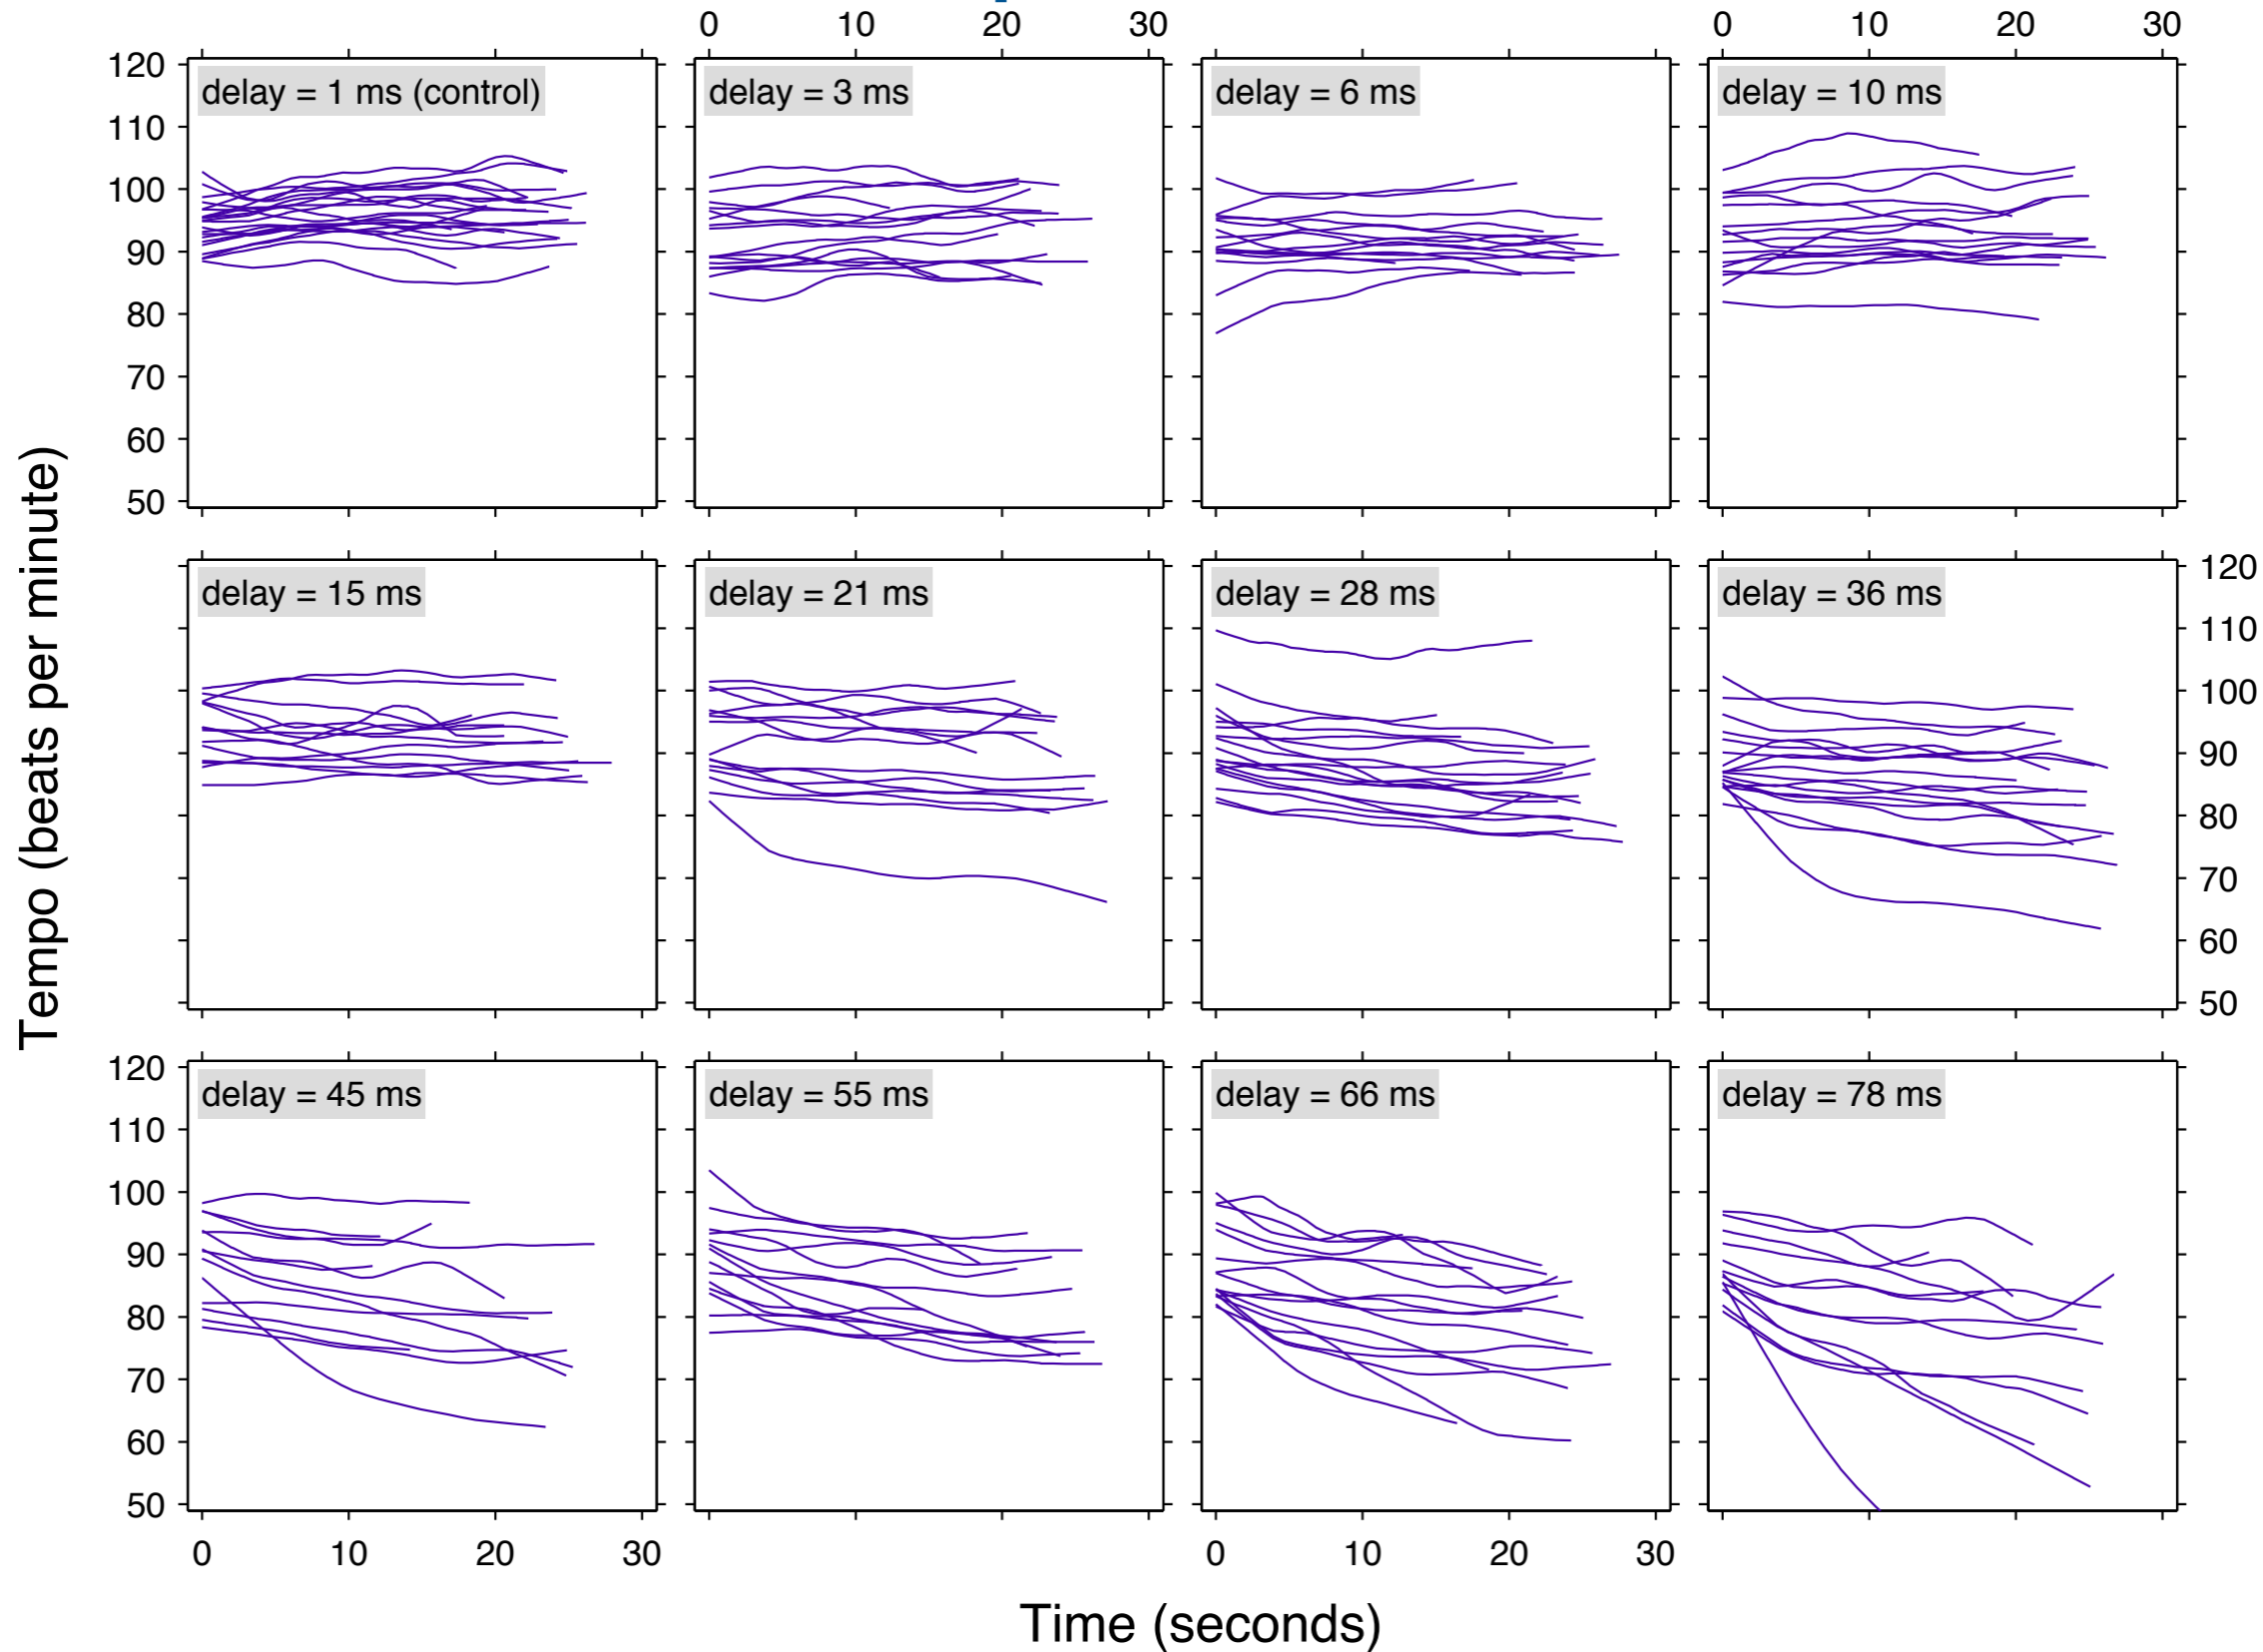 0 10 20 30 0 10 20 30
120
110
100
90
80
70
60
50
delay = 1 ms (control)
delay = 3 ms
delay = 6 ms
delay = 10 ms
Tempo (beats per minute)
delay = 15 ms
delay = 21 ms
delay = 28 ms
delay = 36 ms
120
110
100
90
80
70
60
50
120
110
100
90
80
70
60
50
delay = 45 ms
delay = 55 ms
delay = 66 ms
delay = 78 ms
0 10 20 30 0 10 20 30
Time (seconds)